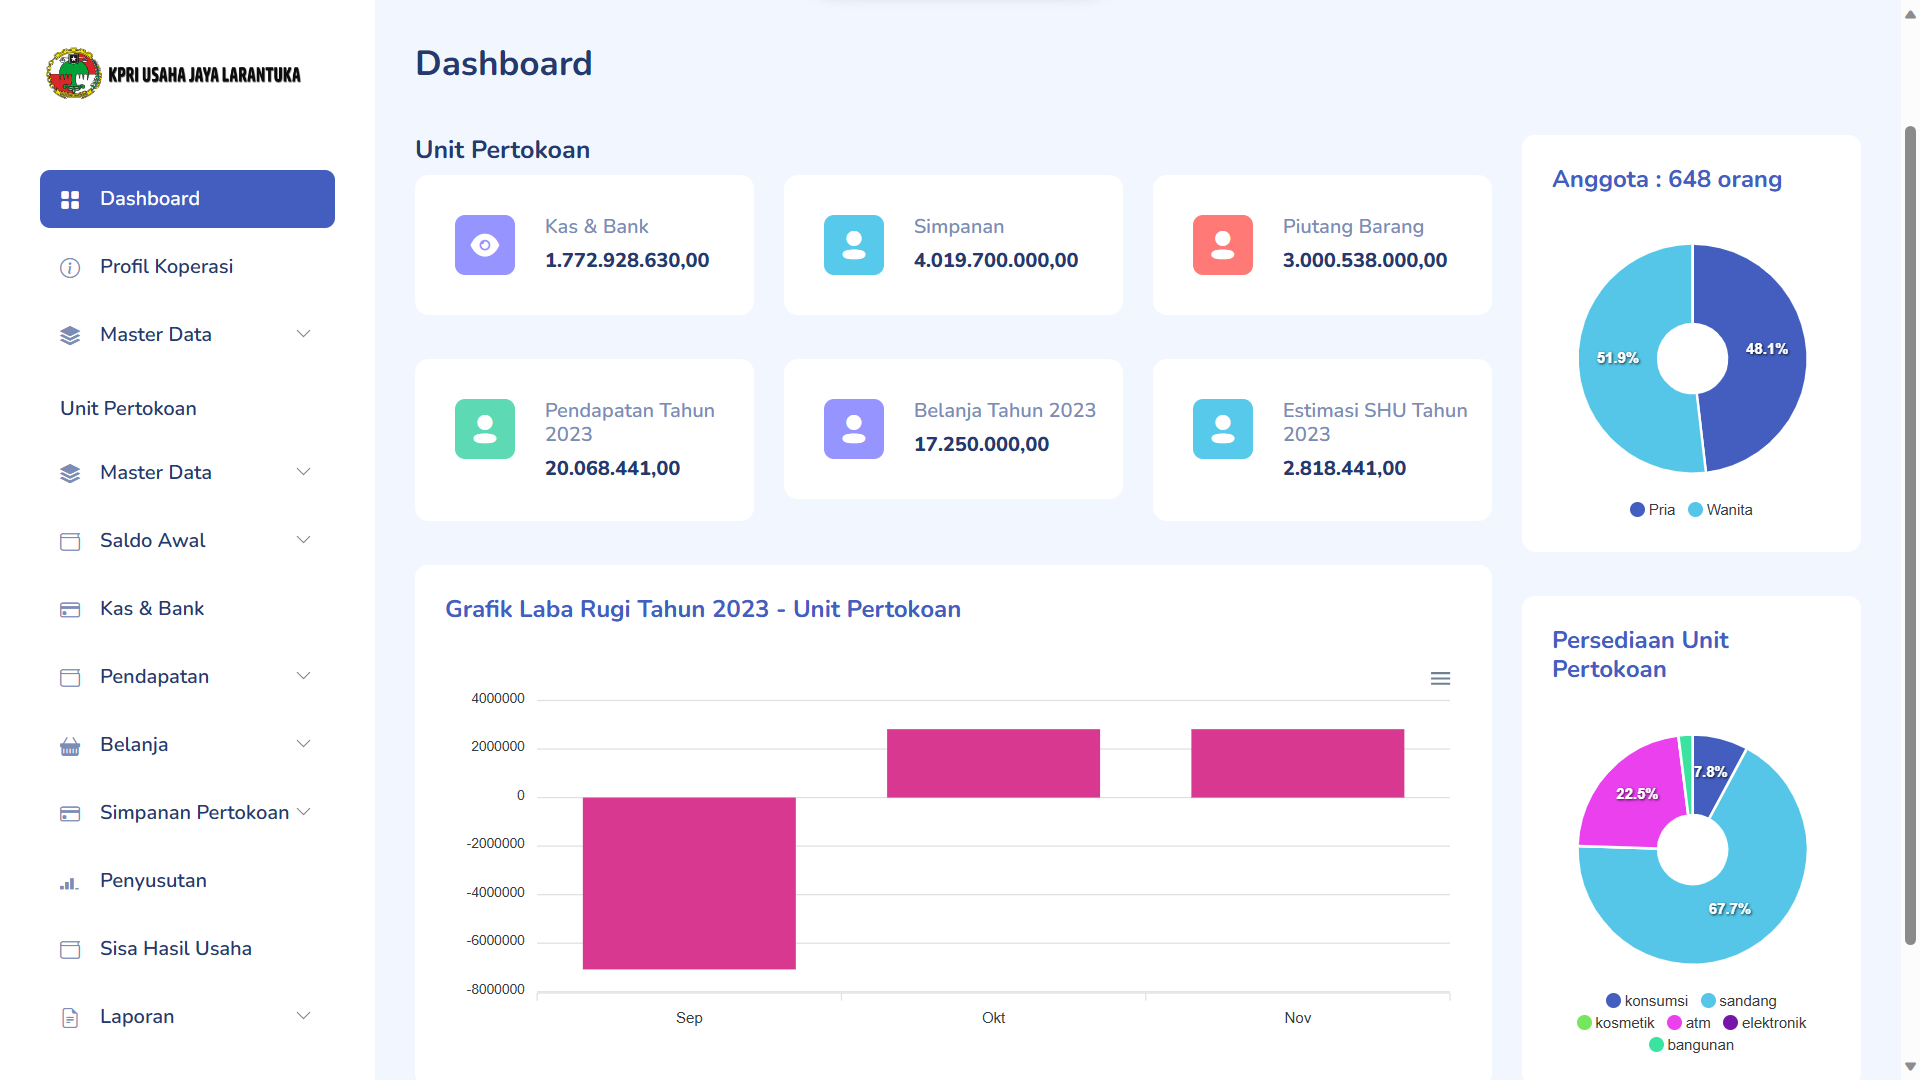 KPRI USAHA JAYA LARANTUKA
Dashboard
Profil Koperasi
Master Data
Unit Pertokoan
Master Data
Saldo Awal
Kas & Bank
Pendapatan
Belanja
Simpanan Pertokoan
Penyusutan
Sisa Hasil Usaha
Laporan
Dashboard
Unit Pertokoan
Kas & Bank
1.772.928.630,00
Simpanan
4.019.700.000,00
Piutang Barang
3.000.538.000,00
Pendapatan Tahun
2023
20.068.441,00
Belanja Tahun 2023
17.250.000,00
Estimasi SHU Tahun
2023
2.818.441,00
Grafik Laba Rugi Tahun 2023 - Unit Pertokoan
4000000
2000000
0
-2000000
-4000000
-6000000
-8000000
Sep Okt Nov
Anggota : 648 orang
51.9%
48.1%
Pria Wanita
Persediaan Unit
Pertokoan
7.8%
22.5%
67.7%
konsumsi sandang
kosmetik atm elektronik
bangunan